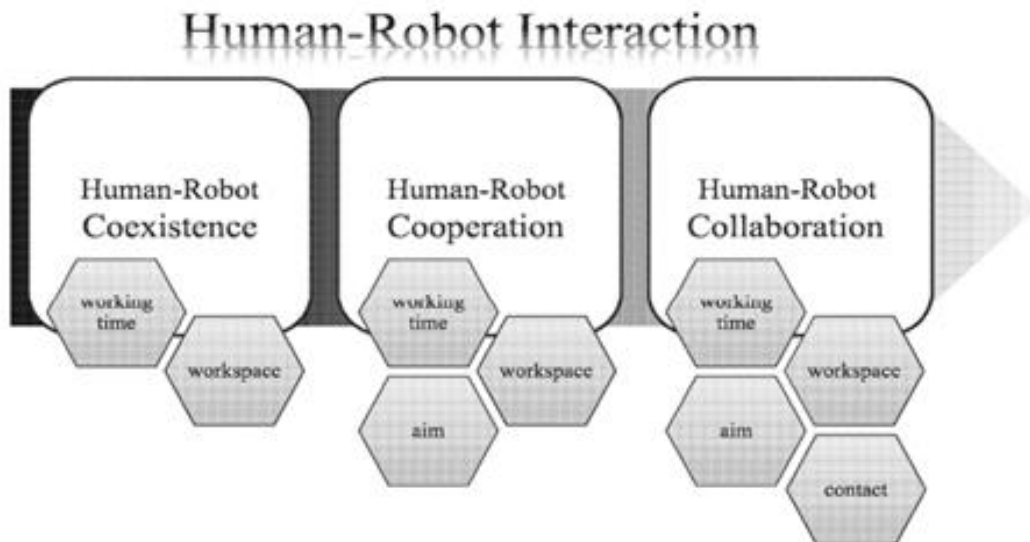 Human-Robot Interaction
Human-Robot
Coexistence
working
time
workspace
Human-Robot
Cooperation
working
time
workspace
aim
Human-Robot
Collaboration
working
time
workspace
aim
contact